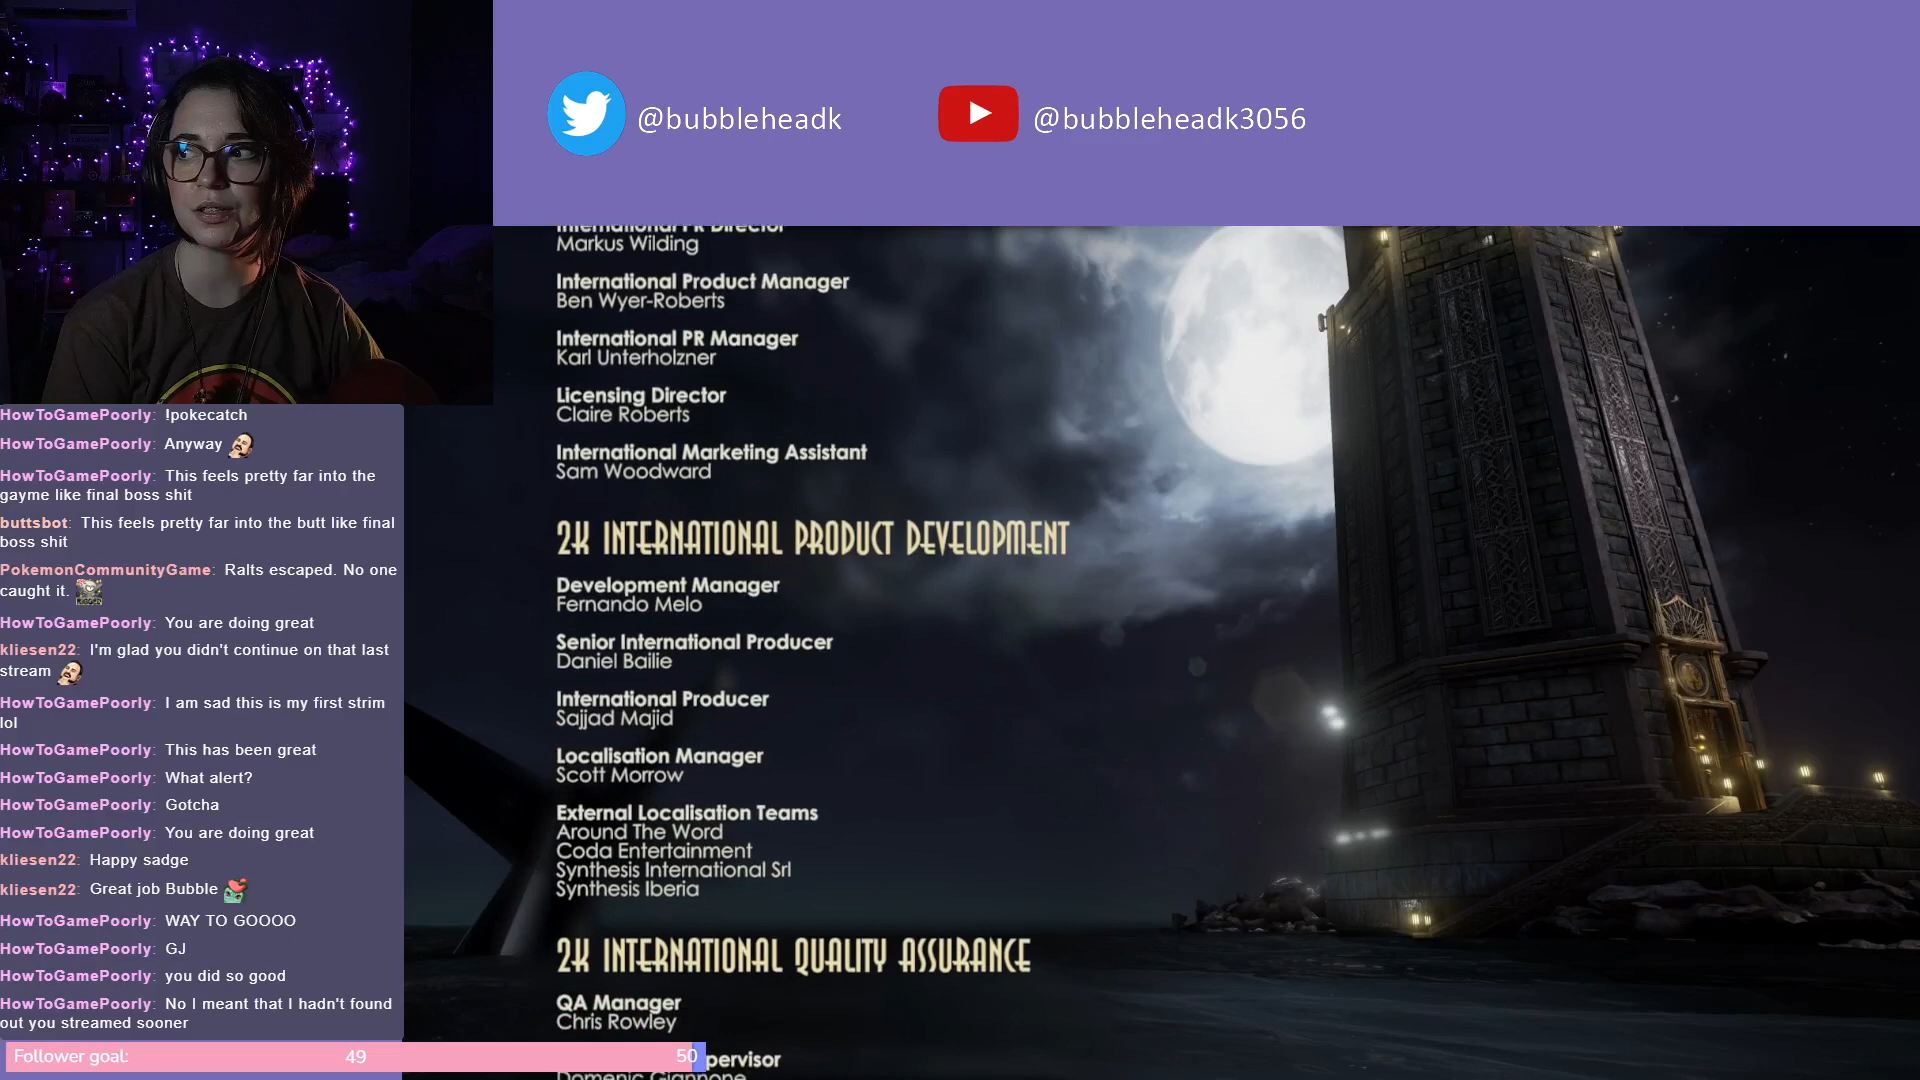 @bubbleheadk
@bubbleheadk3056
International PR Director
Markus Wilding
International Product Manager
Ben Wyer-Roberts
International PR Manager
Karl Unterholzner
Licensing Director
Claire Roberts
International Marketing Assistant
Sam Woodward
2K INTERNATIONAL PRODUCT DEVELOPMENT
Development Manager
Fernando Melo
Senior International Producer
Daniel Bailie
International Producer
Sajjad Majid
Localisation Manager
Scott Morrow
External Localisation Teams
Around The Word
Coda Entertainment
Synthesis International Srl
Synthesis Iberia
2K INTERNATIONAL QUALITY ASSURANCE
QA Manager
Chris Rowley
pervisor
Domenic Giannone
HowToGamePoorly: !pokecatch
HowToGamePoorly: Anyway
HowToGamePoorly: This feels pretty far into the
gayme like final boss shit
buttsbot: This feels pretty far into the butt like final
boss shit
PokemonCommunityGame: Ralts escaped. No one
caught it.
HowToGamePoorly: You are doing great
kliesen22: I'm glad you didn't continue on that last
stream
HowToGamePoorly: I am sad this is my first strim
lol
HowToGamePoorly: This has been great
HowToGamePoorly: What alert?
HowToGamePoorly: Gotcha
HowToGamePoorly: You are doing great
kliesen22: Happy sadge
kliesen22: Great job Bubble
HowToGamePoorly: WAY TO GOOOO
HowToGamePoorly: GJ
HowToGamePoorly: you did so good
HowToGamePoorly: No I meant that I hadn't found
out you streamed sooner
Follower goal: 49 50